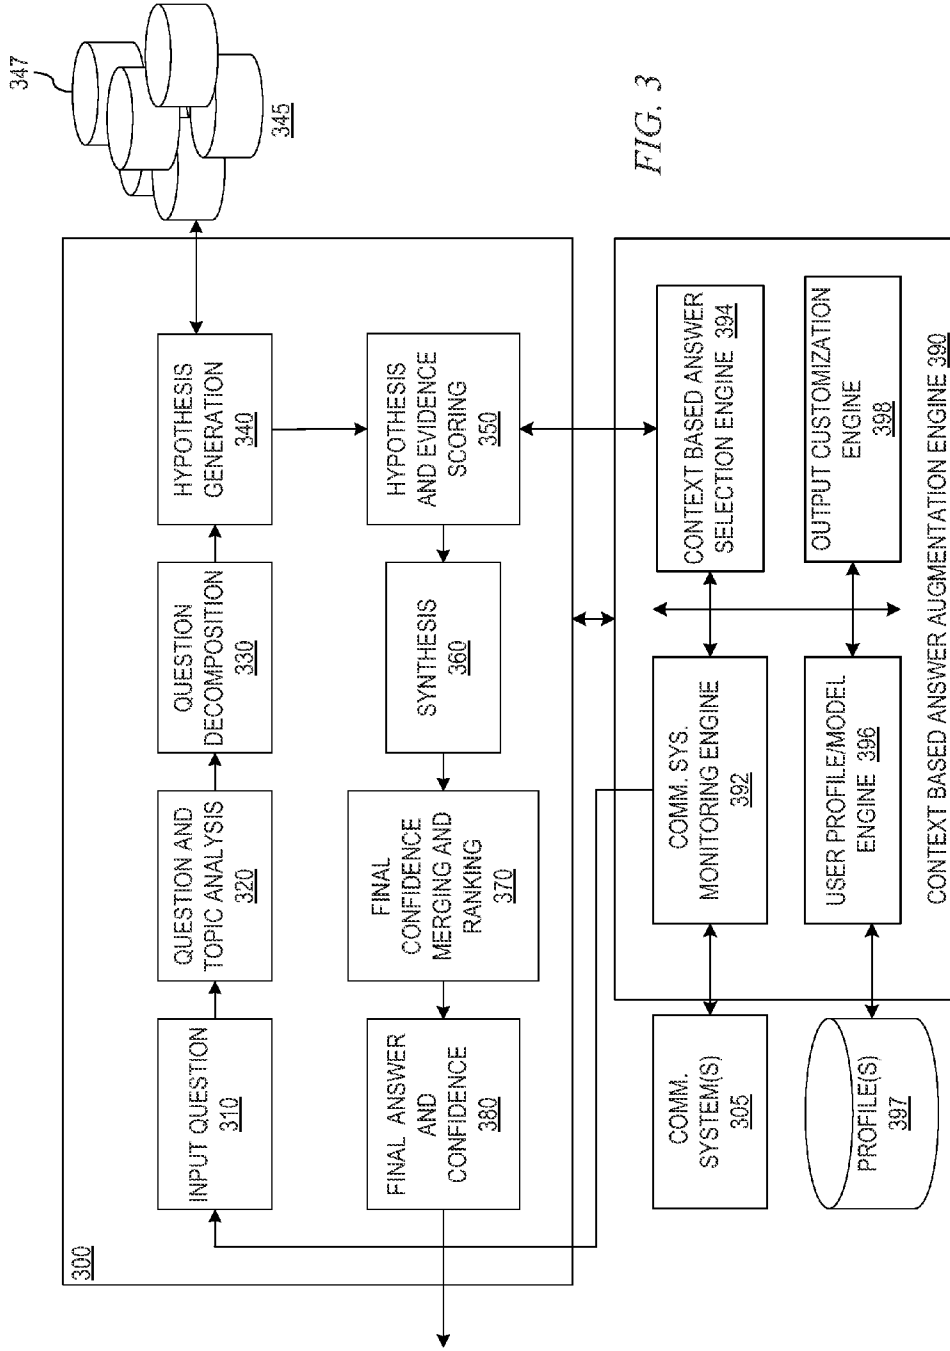 300
INPUT QUESTION
310
QUESTION AND
TOPIC ANALYSIS
320
QUESTION
DECOMPOSITION
330
HYPOTHESIS
GENERATION
340
347
345
FINAL ANSWER
AND
CONFIDENCE
380
FINAL
CONFIDENCE
MERGING AND
RANKING
370
SYNTHESIS
360
HYPOTHESIS
AND EVIDENCE
SCORING
350
COMM.
SYSTEM(S)
305
COMM. SYS.
MONITORING ENGINE
392
CONTEXT BASED ANSWER
SELECTION ENGINE 394
PROFILE(S)
397
USER PROFILE/MODEL
ENGINE 396
OUTPUT CUSTOMIZATION
ENGINE
398
CONTEXT BASED ANSWER AUGMENTATION ENGINE 390
FIG. 3